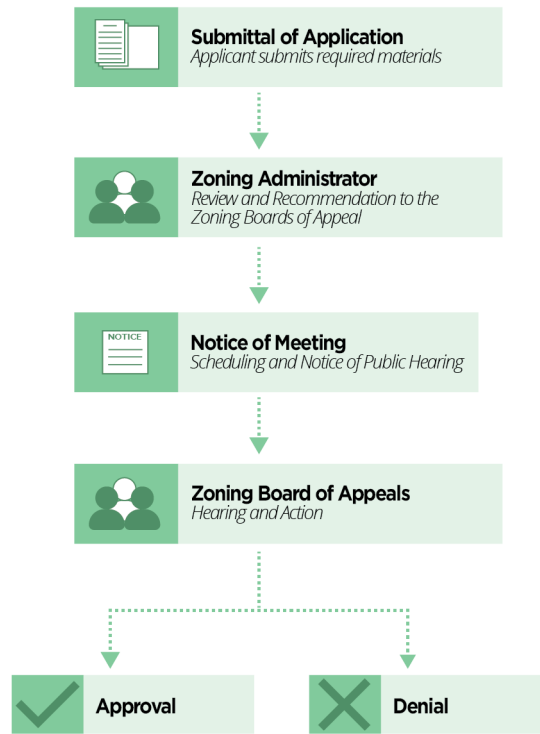 Submittal of Application
Applicant submits required materials
Zoning Administrator
Review and Recommendation to the
Zoning Boards of Appeal
NOTICE
Notice of Meeting
Scheduling and Notice of Public Hearing
Zoning Board of Appeals
Hearing and Action
Approval
Denial